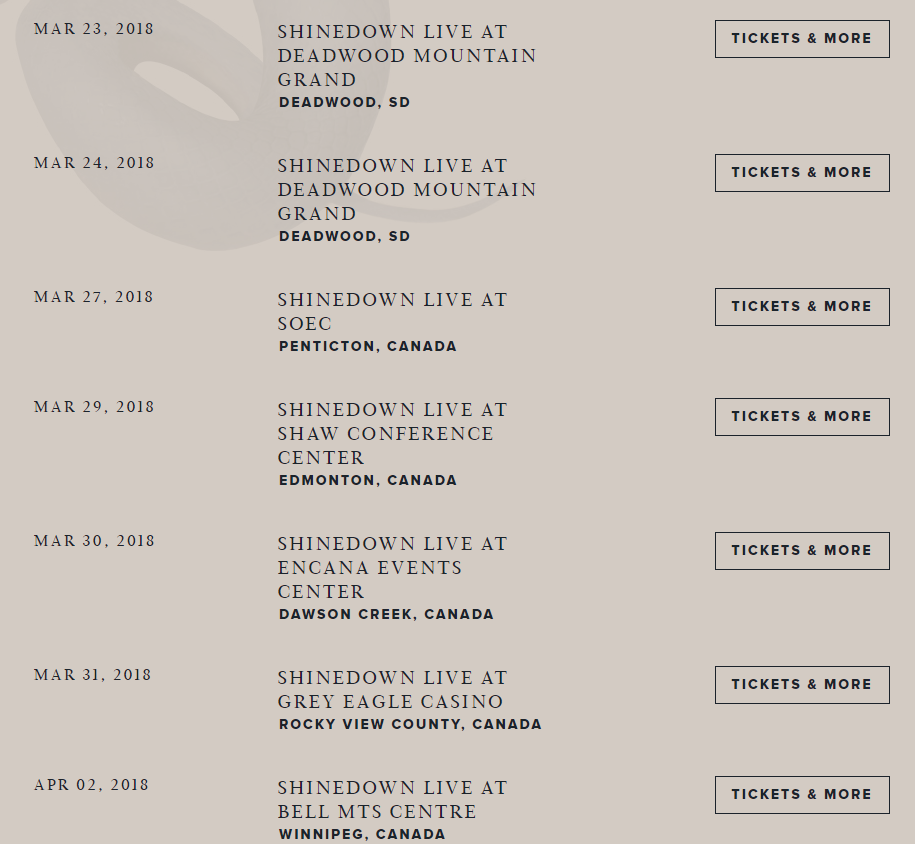 MAR 23, 2018
SHINEDOWN LIVE AT
DEADWOOD MOUNTAIN
GRAND
DEADWOOD, SD
TICKETS & MORE
MAR 24, 2018
SHINEDOWN LIVE AT
DEADWOOD MOUNTAIN
GRAND
DEADWOOD, SD
TICKETS & MORE
MAR 27, 2018
SHINEDOWN LIVE AT
SOEC
PENTICTON, CANADA
TICKETS & MORE
MAR 29, 2018
SHINEDOWN LIVE AT
SHAW CONFERENCE
CENTER
EDMONTON, CANADA
TICKETS & MORE
MAR 30, 2018
SHINEDOWN LIVE AT
ENCANA EVENTS
CENTER
DAWSON CREEK, CANADA
TICKETS & MORE
MAR 31, 2018
SHINEDOWN LIVE AT
GREY EAGLE CASINO
ROCKY VIEW COUNTY, CANADA
TICKETS & MORE
APR 02, 2018
SHINEDOWN LIVE AT
BELL MTS CENTRE
WINNIPEG, CANADA
TICKETS & MORE